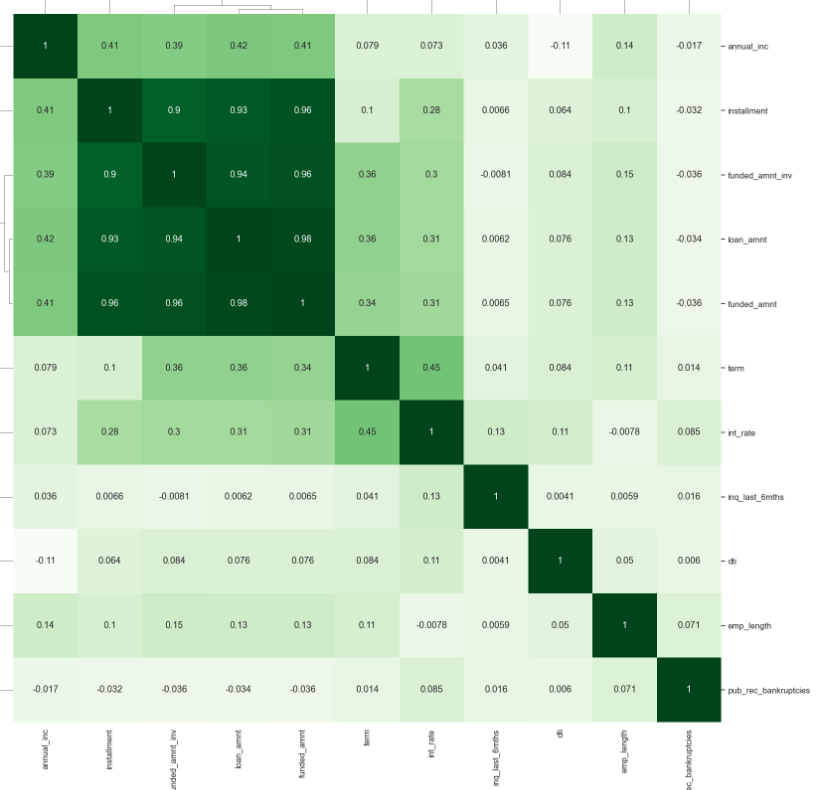 1 0.41 0.39 0.42 0.41 0.079 0.073 0.036 -0.11 0.14 -0.017 annual_inc
0.41 1 0.9 0.93 0.96 0.1 0.28 0.0066 0.064 0.1 -0.032 installment
0.39 0.9 1 0.94 0.96 0.36 0.3 -0.0081 0.084 0.15 -0.036 funded_amnt_inv
0.42 0.93 0.94 1 0.98 0.36 0.31 0.0062 0.076 0.13 -0.034 loan_amnt
0.41 0.96 0.96 0.98 1 0.34 0.31 0.0065 0.076 0.13 -0.036 funded_amnt
0.079 0.1 0.36 0.36 0.34 1 0.45 0.041 0.084 0.11 0.014 term
0.073 0.28 0.3 0.31 0.31 0.45 1 0.13 0.11 -0.0078 0.085 int_rate
0.036 0.0066 -0.0081 0.0062 0.0065 0.041 0.13 1 0.0041 0.0059 0.016 inq_last_6mths
-0.11 0.064 0.084 0.076 0.076 0.084 0.11 0.0041 1 0.05 0.006 dti
0.14 0.1 0.15 0.13 0.13 0.11 -0.0078 0.0059 0.05 1 0.071 emp_length
-0.017 -0.032 -0.036 -0.034 -0.036 0.014 0.085 0.016 0.006 0.071 1 pub_rec_bankruptcies
annual_inc
installment
unded_amnt_inv
loan_amnt
funded_amnt
term
int_rate
inq_last_6mths
dti
emp_length
ec_bankruptcies